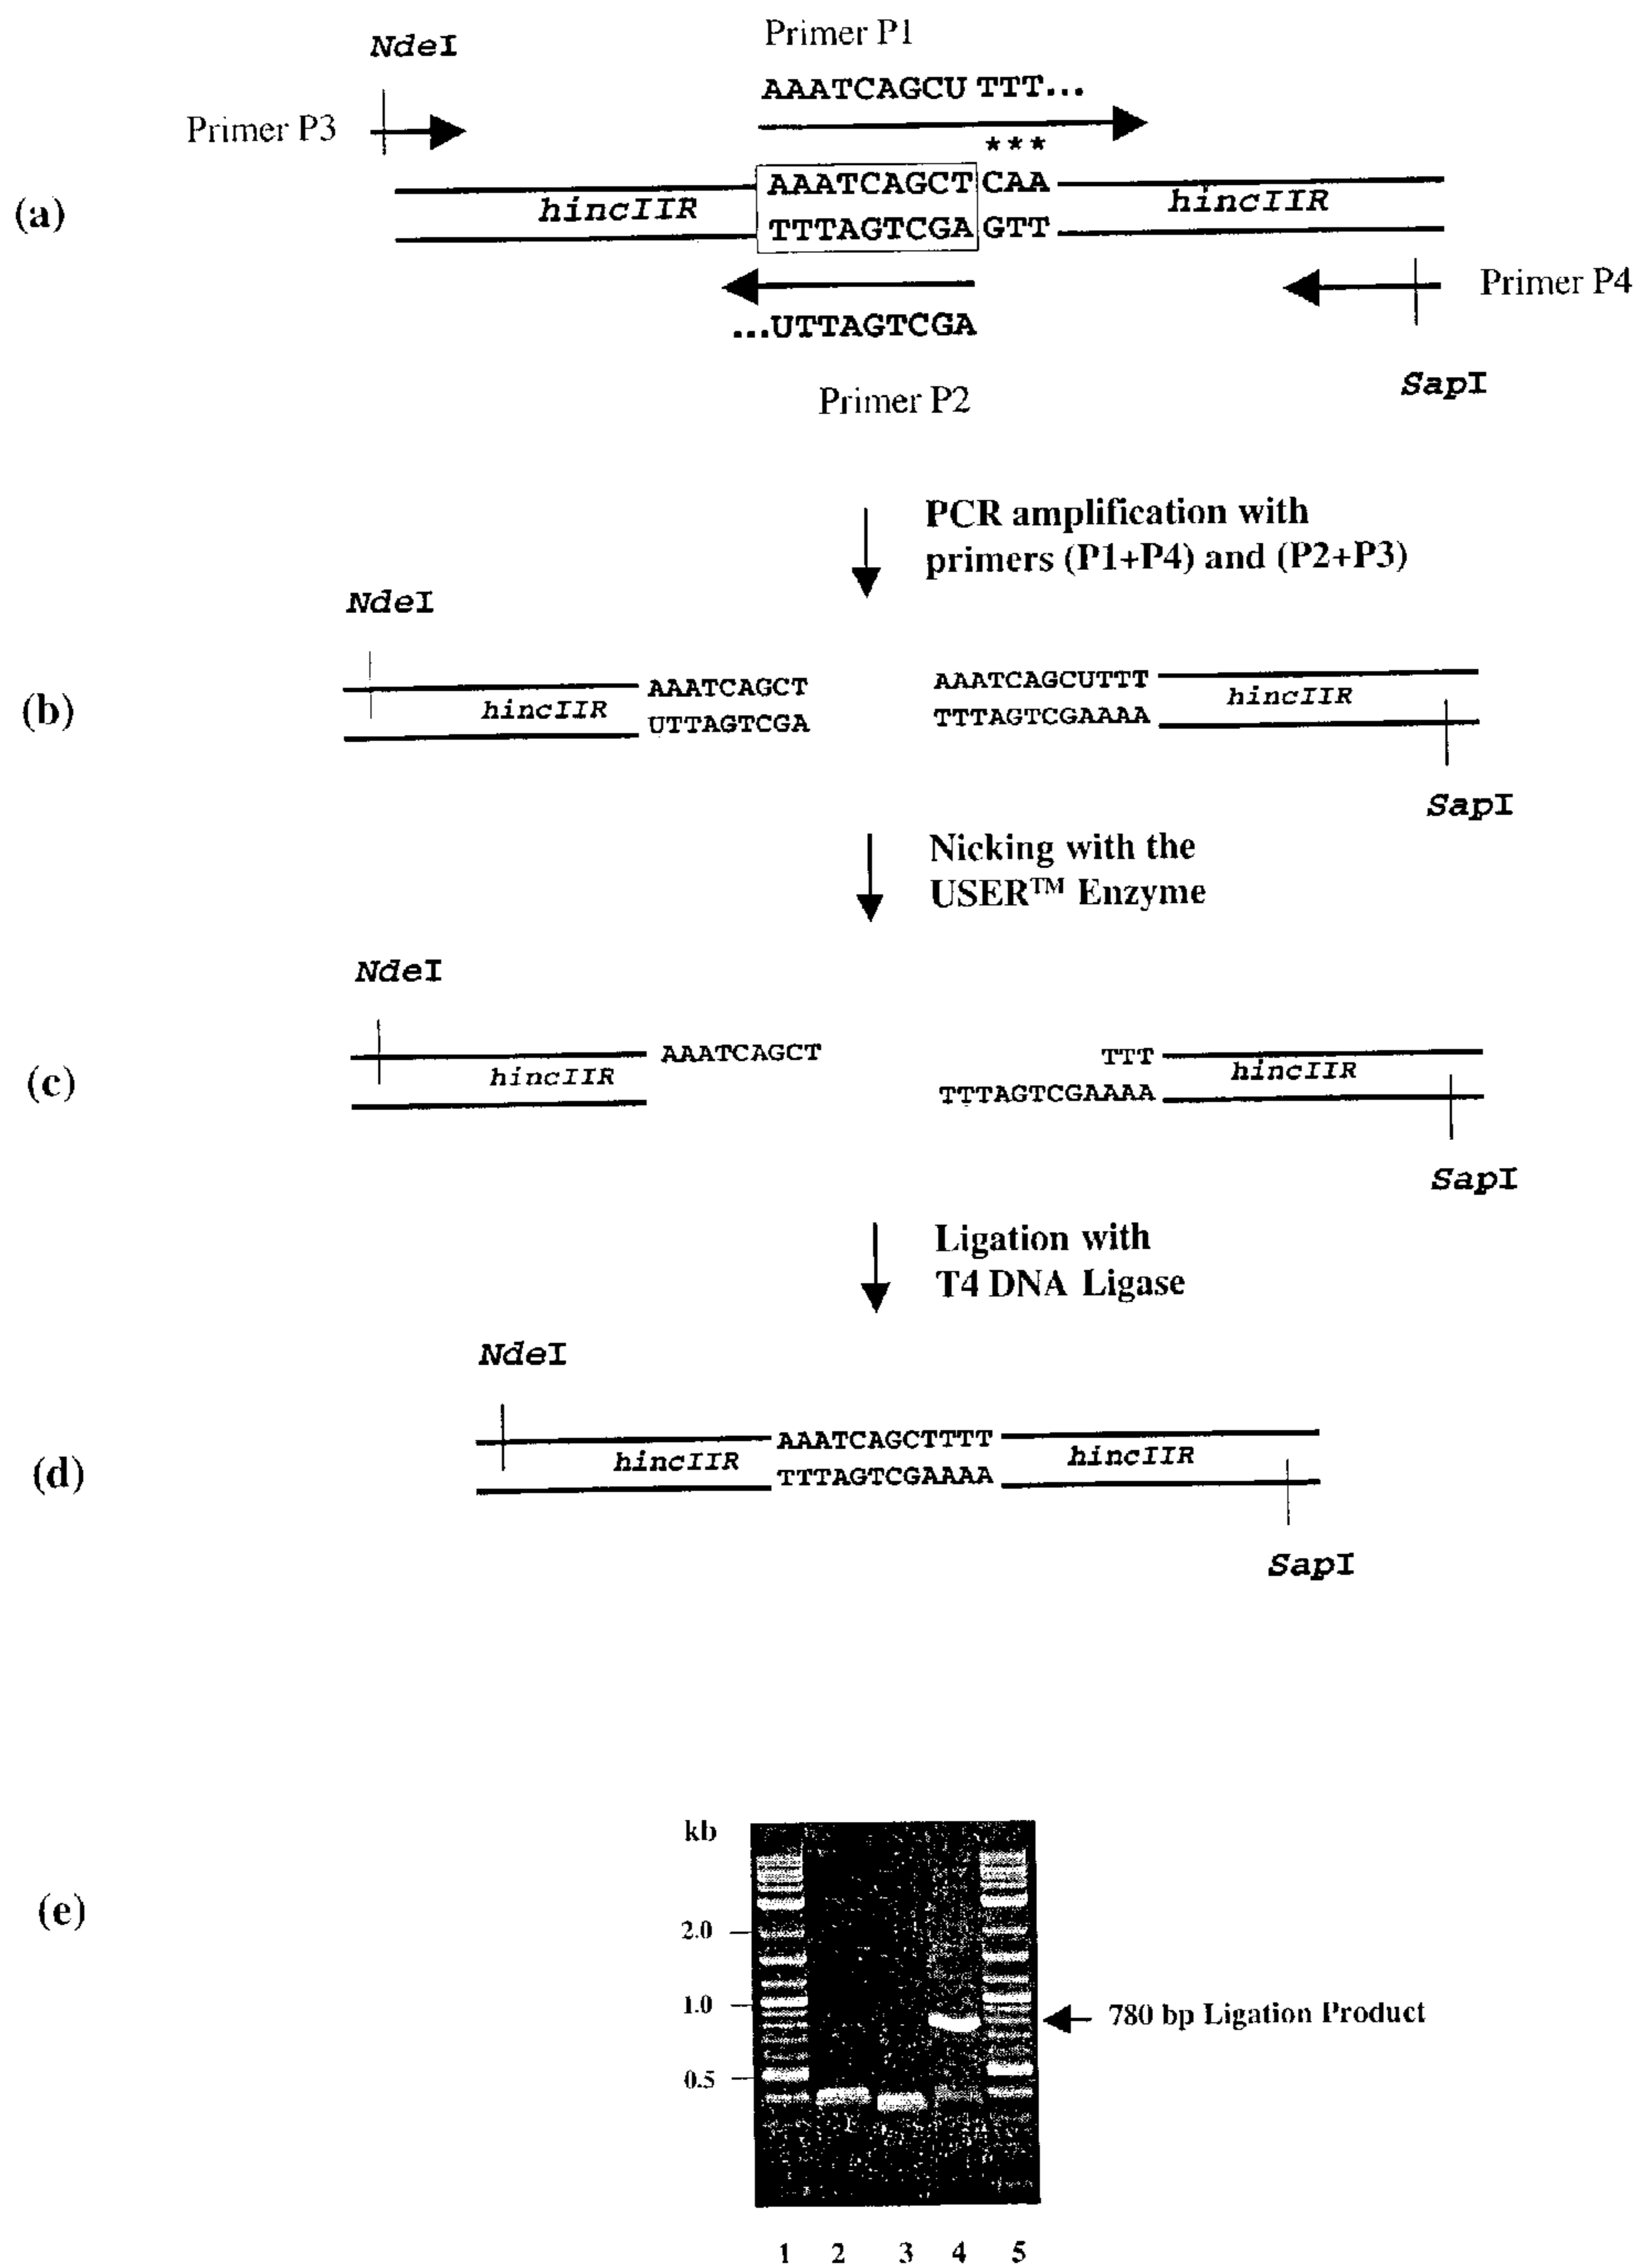 NdeI
Primer P1
AAATCAGCU TTT...
Primer P3
***
(a)
hincIIR
AAATCAGCT CAA
TTTAGTCGA GTT
hincIIR
Primer P4
...UTTAGTCGA
SapI
Primer P2
PCR amplification with
primers (P1+P4) and (P2+P3)
NdeI
(b)
hincIIR
AAATCAGCT
UTTAGTCGA
AAATCAGCUTTT
TTTAGTCGAAAA
hincIIR
SapI
Nicking with the
USER™ Enzyme
NdeI
(c)
hincIIR
AAATCAGCT
TTT
TTTAGTCGAAAA
hincIIR
SapI
Ligation with
T4 DNA Ligase
NdeI
(d)
hincIIR
AAATCAGCTTTT
TTTAGTCGAAAA
hincIIR
SapI
(e)
kb
2.0
1.0
0.5
780 bp Ligation Product
1 2 3 4 5